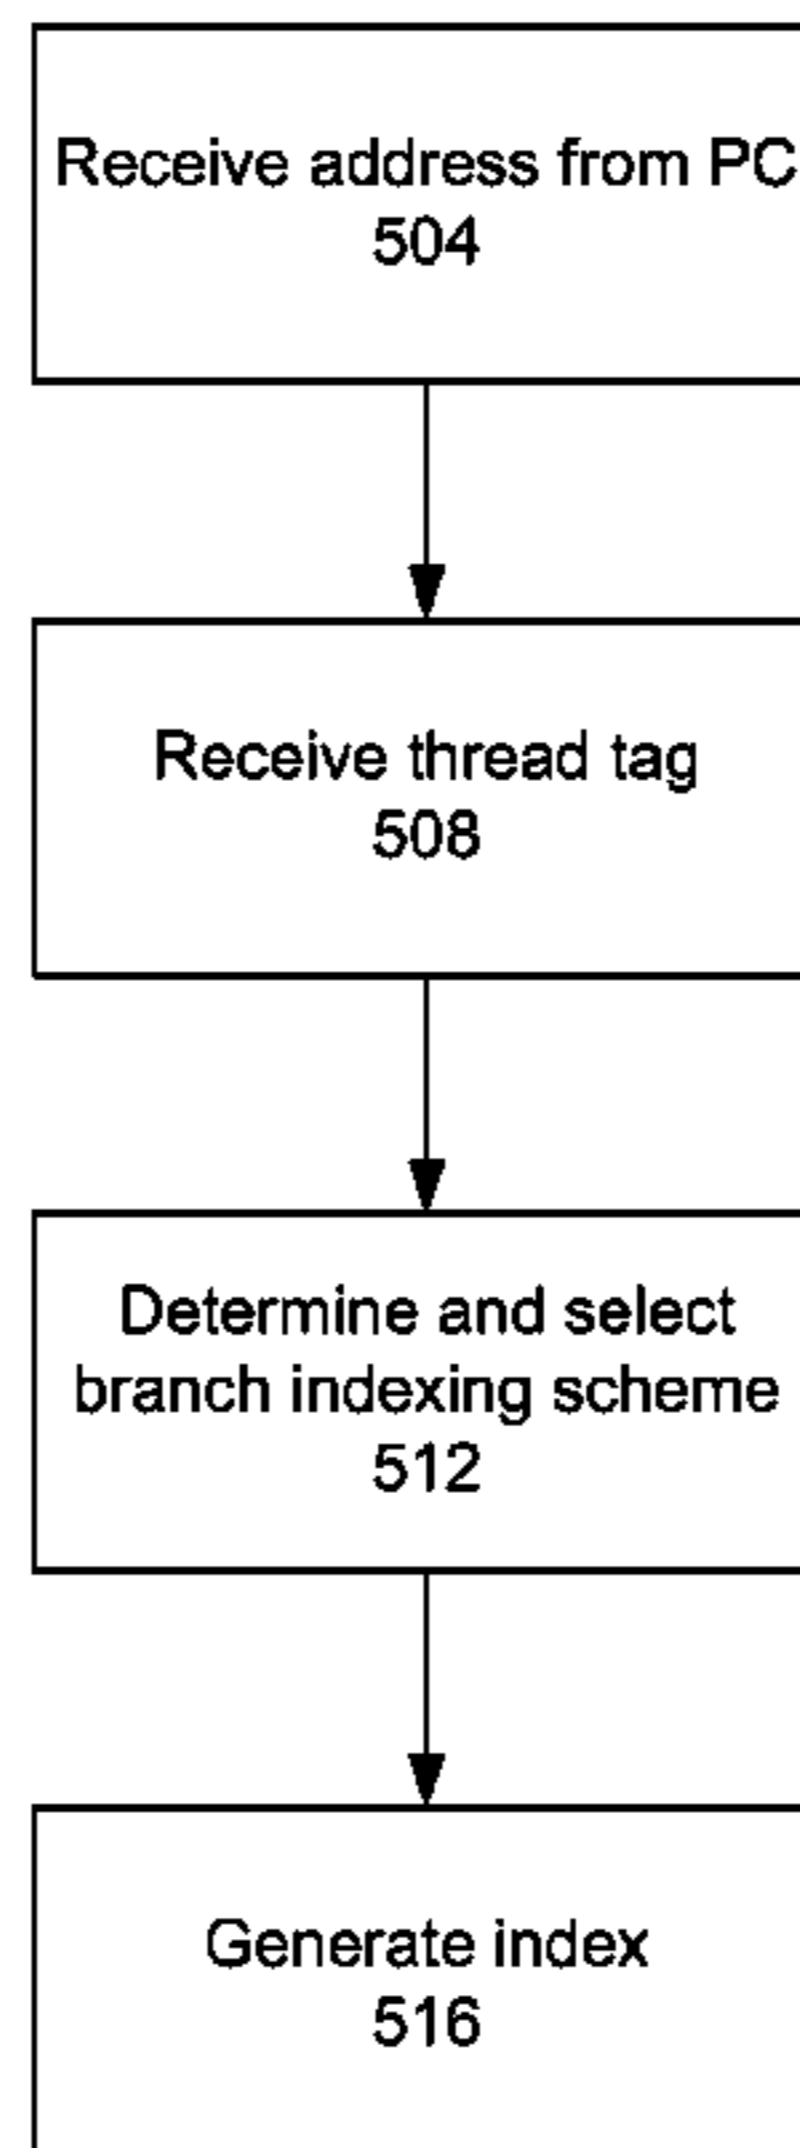 Receive address from PC
504
Receive thread tag
508
Determine and select
branch indexing scheme
512
Generate index
516